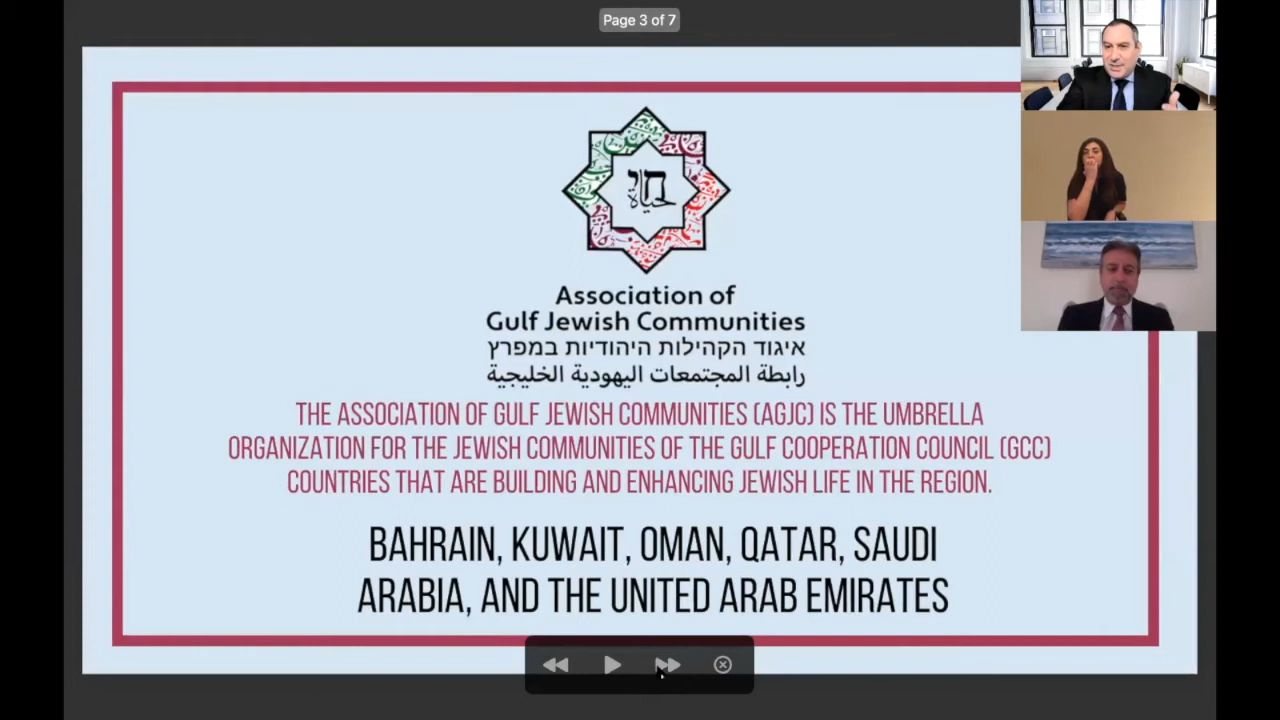 Page 3 of 7
חי
الحياة
Association of
Gulf Jewish Communities
איגוד הקהילות היהודיות במפרץ
رابطة المجتمعات اليهودية الخليجية
THE ASSOCIATION OF GULF JEWISH COMMUNITIES (AGJC) IS THE UMBRELLA
ORGANIZATION FOR THE JEWISH COMMUNITIES OF THE GULF COOPERATION COUNCIL (GCC)
COUNTRIES THAT ARE BUILDING AND ENHANCING JEWISH LIFE IN THE REGION.
BAHRAIN, KUWAIT, OMAN, QATAR, SAUDI
ARABIA, AND THE UNITED ARAB EMIRATES